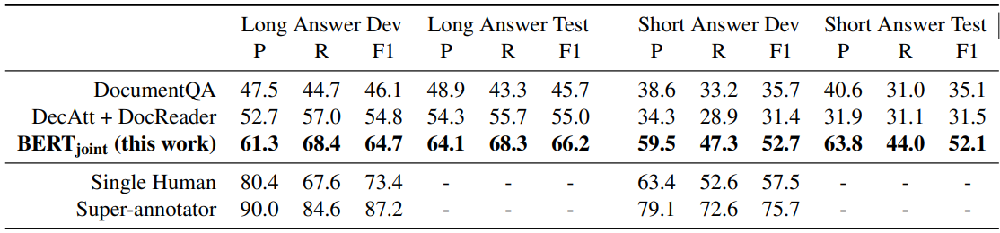 Long Answer Dev Long Answer Test Short Answer Dev Short Answer Test
P R F1 P R F1 P R F1 P R F1
DocumentQA 47.5 44.7 46.1 48.9 43.3 45.7 38.6 33.2 35.7 40.6 31.0 35.1
DecAtt + DocReader 52.7 57.0 54.8 54.3 55.7 55.0 34.3 28.9 31.4 31.9 31.1 31.5
BERTjoint (this work) 61.3 68.4 64.7 64.1 68.3 66.2 59.5 47.3 52.7 63.8 44.0 52.1
Single Human 80.4 67.6 73.4 - - - 63.4 52.6 57.5 - - -
Super-annotator 90.0 84.6 87.2 - - - 79.1 72.6 75.7 - - -